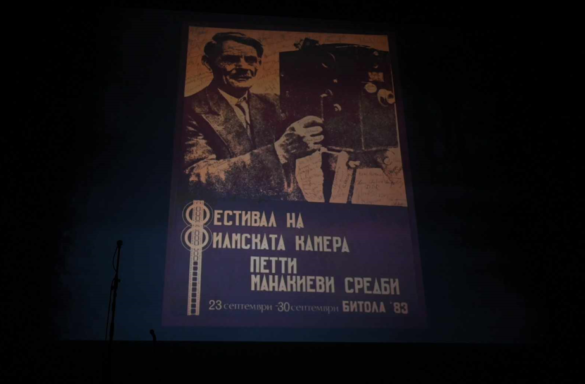 ФЕСТИВАЛ НА
ФИЛМСКАТА КАМЕРА
ПЕТТИ
МАНАКИЕВИ СРЕДБИ
23 септември - 30 септември БИТОЛА '83